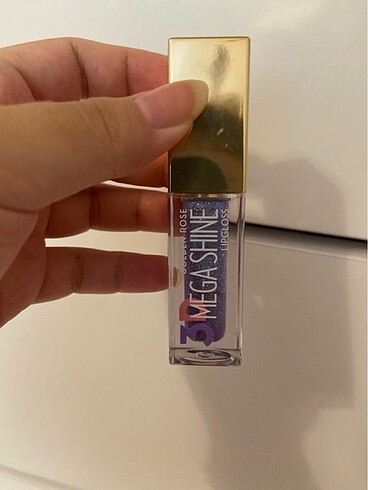 GOLDEN ROSE
3D
MEGA SHINE
LIPGLOSS